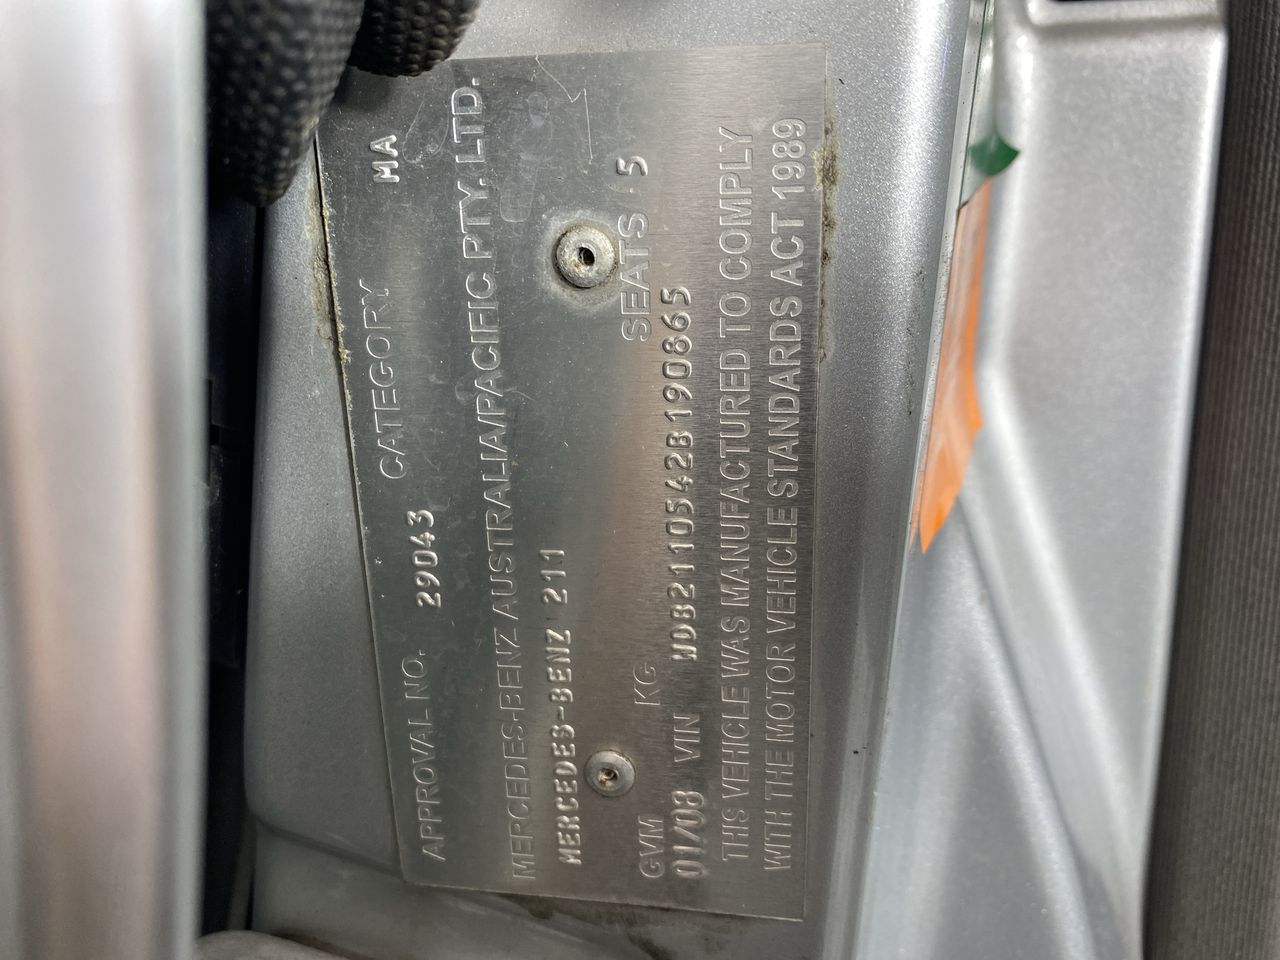 APPROVAL NO. 29043 CATEGORY MA
MERCEDES-BENZ AUSTRALIA/PACIFIC PTY. LTD.
MERCEDES-BENZ 211
GVM KG SEATS 5
01/08 VIN WDB2110542B190865
THIS VEHICLE WAS MANUFACTURED TO COMPLY
WITH THE MOTOR VEHICLE STANDARDS ACT 1989